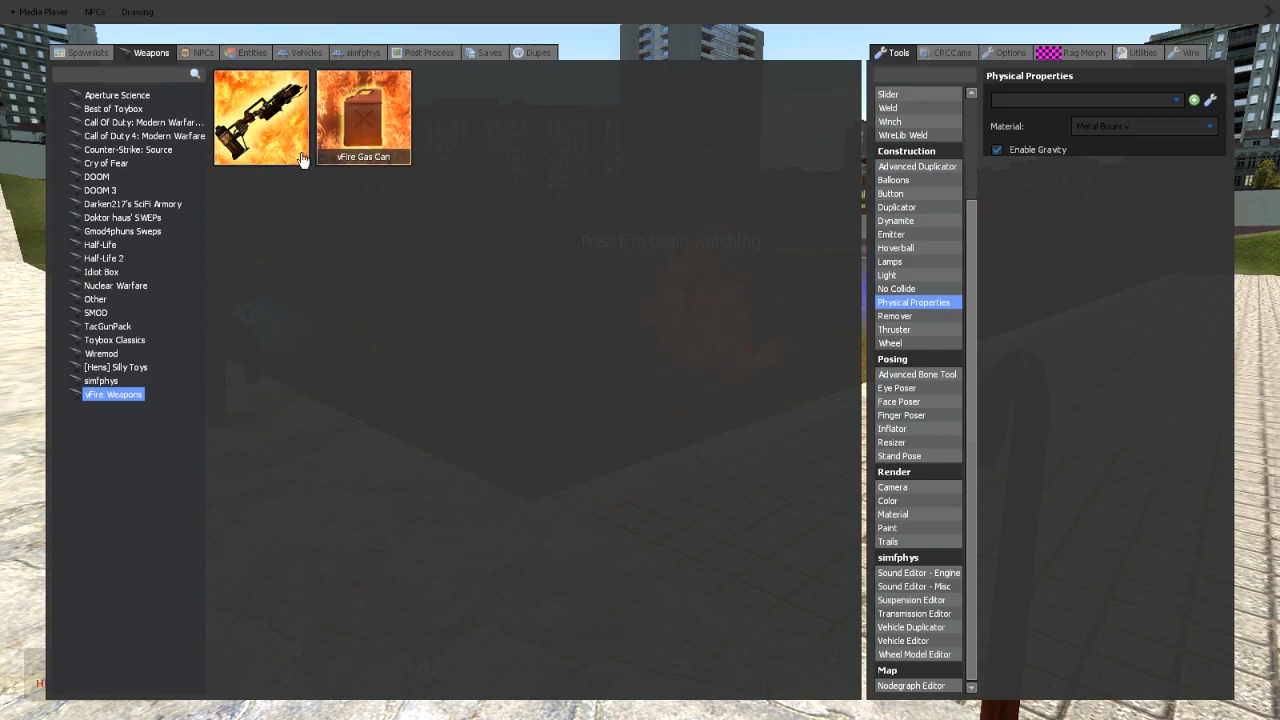 Media Player NPCs Drawing
Spawnlists Weapons NPCs Entities Vehicles simfphys Post Process Saves Dupes
Tools CRCCams Options Rag Morph Utilities Wire
Aperture Science
Best of Toybox
Call Of Duty: Modern Warfar...
Call of Duty 4: Modern Warfare
Counter-Strike: Source
Cry of Fear
DOOM
DOOM 3
Darken217's SciFi Armory
Doktor haus' SWEPs
Gmod4phuns Sweps
Half-Life
Half-Life 2
Idiot Box
Nuclear Warfare
Other
SMOD
TacGunPack
Toybox Classics
Wiremod
[Hens] Silly Toys
simfphys
vFire Weapons
vFire Gas Can
Press E to begin watching
Slider
Weld
Winch
WireLib Weld
Construction
Advanced Duplicator
Balloons
Button
Duplicator
Dynamite
Emitter
Hoverball
Lamps
Light
No Collide
Physical Properties
Remover
Thruster
Wheel
Posing
Advanced Bone Tool
Eye Poser
Face Poser
Finger Poser
Inflator
Resizer
Stand Pose
Render
Camera
Color
Material
Paint
Trails
simfphys
Sound Editor - Engine
Sound Editor - Misc
Suspension Editor
Transmission Editor
Vehicle Duplicator
Vehicle Editor
Wheel Model Editor
Map
Nodegraph Editor
Physical Properties
Material: Metal Bouncy
Enable Gravity